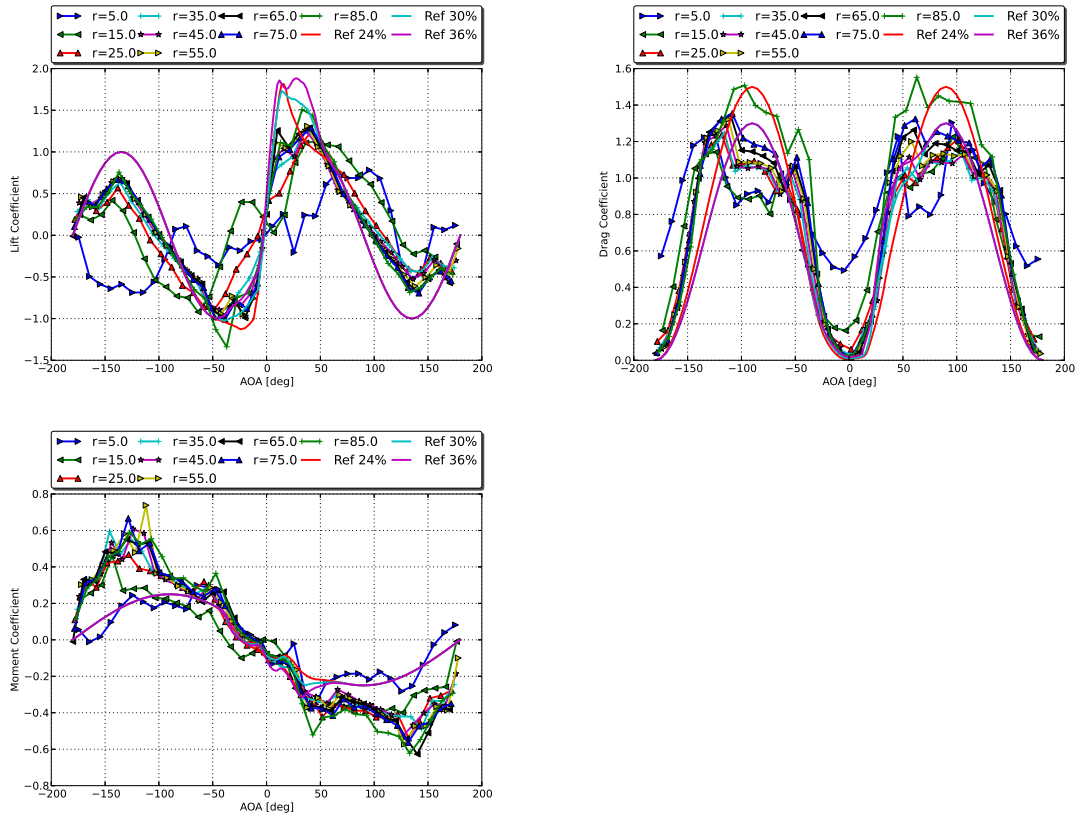 r=5.0 r=35.0 r=65.0 r=85.0 Ref 30%
r=15.0 r=45.0 r=75.0 Ref 24% Ref 36%
r=25.0 r=55.0
2.0
1.5
1.0
0.5
0.0
−0.5
−1.0
−1.5
Lift Coefficient
−200 −150 −100 −50 0 50 100 150 200
AOA [deg]
r=5.0 r=35.0 r=65.0 r=85.0 Ref 30%
r=15.0 r=45.0 r=75.0 Ref 24% Ref 36%
r=25.0 r=55.0
1.6
1.4
1.2
1.0
0.8
0.6
0.4
0.2
0.0
Drag Coefficient
−200 −150 −100 −50 0 50 100 150 200
AOA [deg]
r=5.0 r=35.0 r=65.0 r=85.0 Ref 30%
r=15.0 r=45.0 r=75.0 Ref 24% Ref 36%
r=25.0 r=55.0
0.8
0.6
0.4
0.2
0.0
−0.2
−0.4
−0.6
−0.8
Moment Coefficient
−200 −150 −100 −50 0 50 100 150 200
AOA [deg]